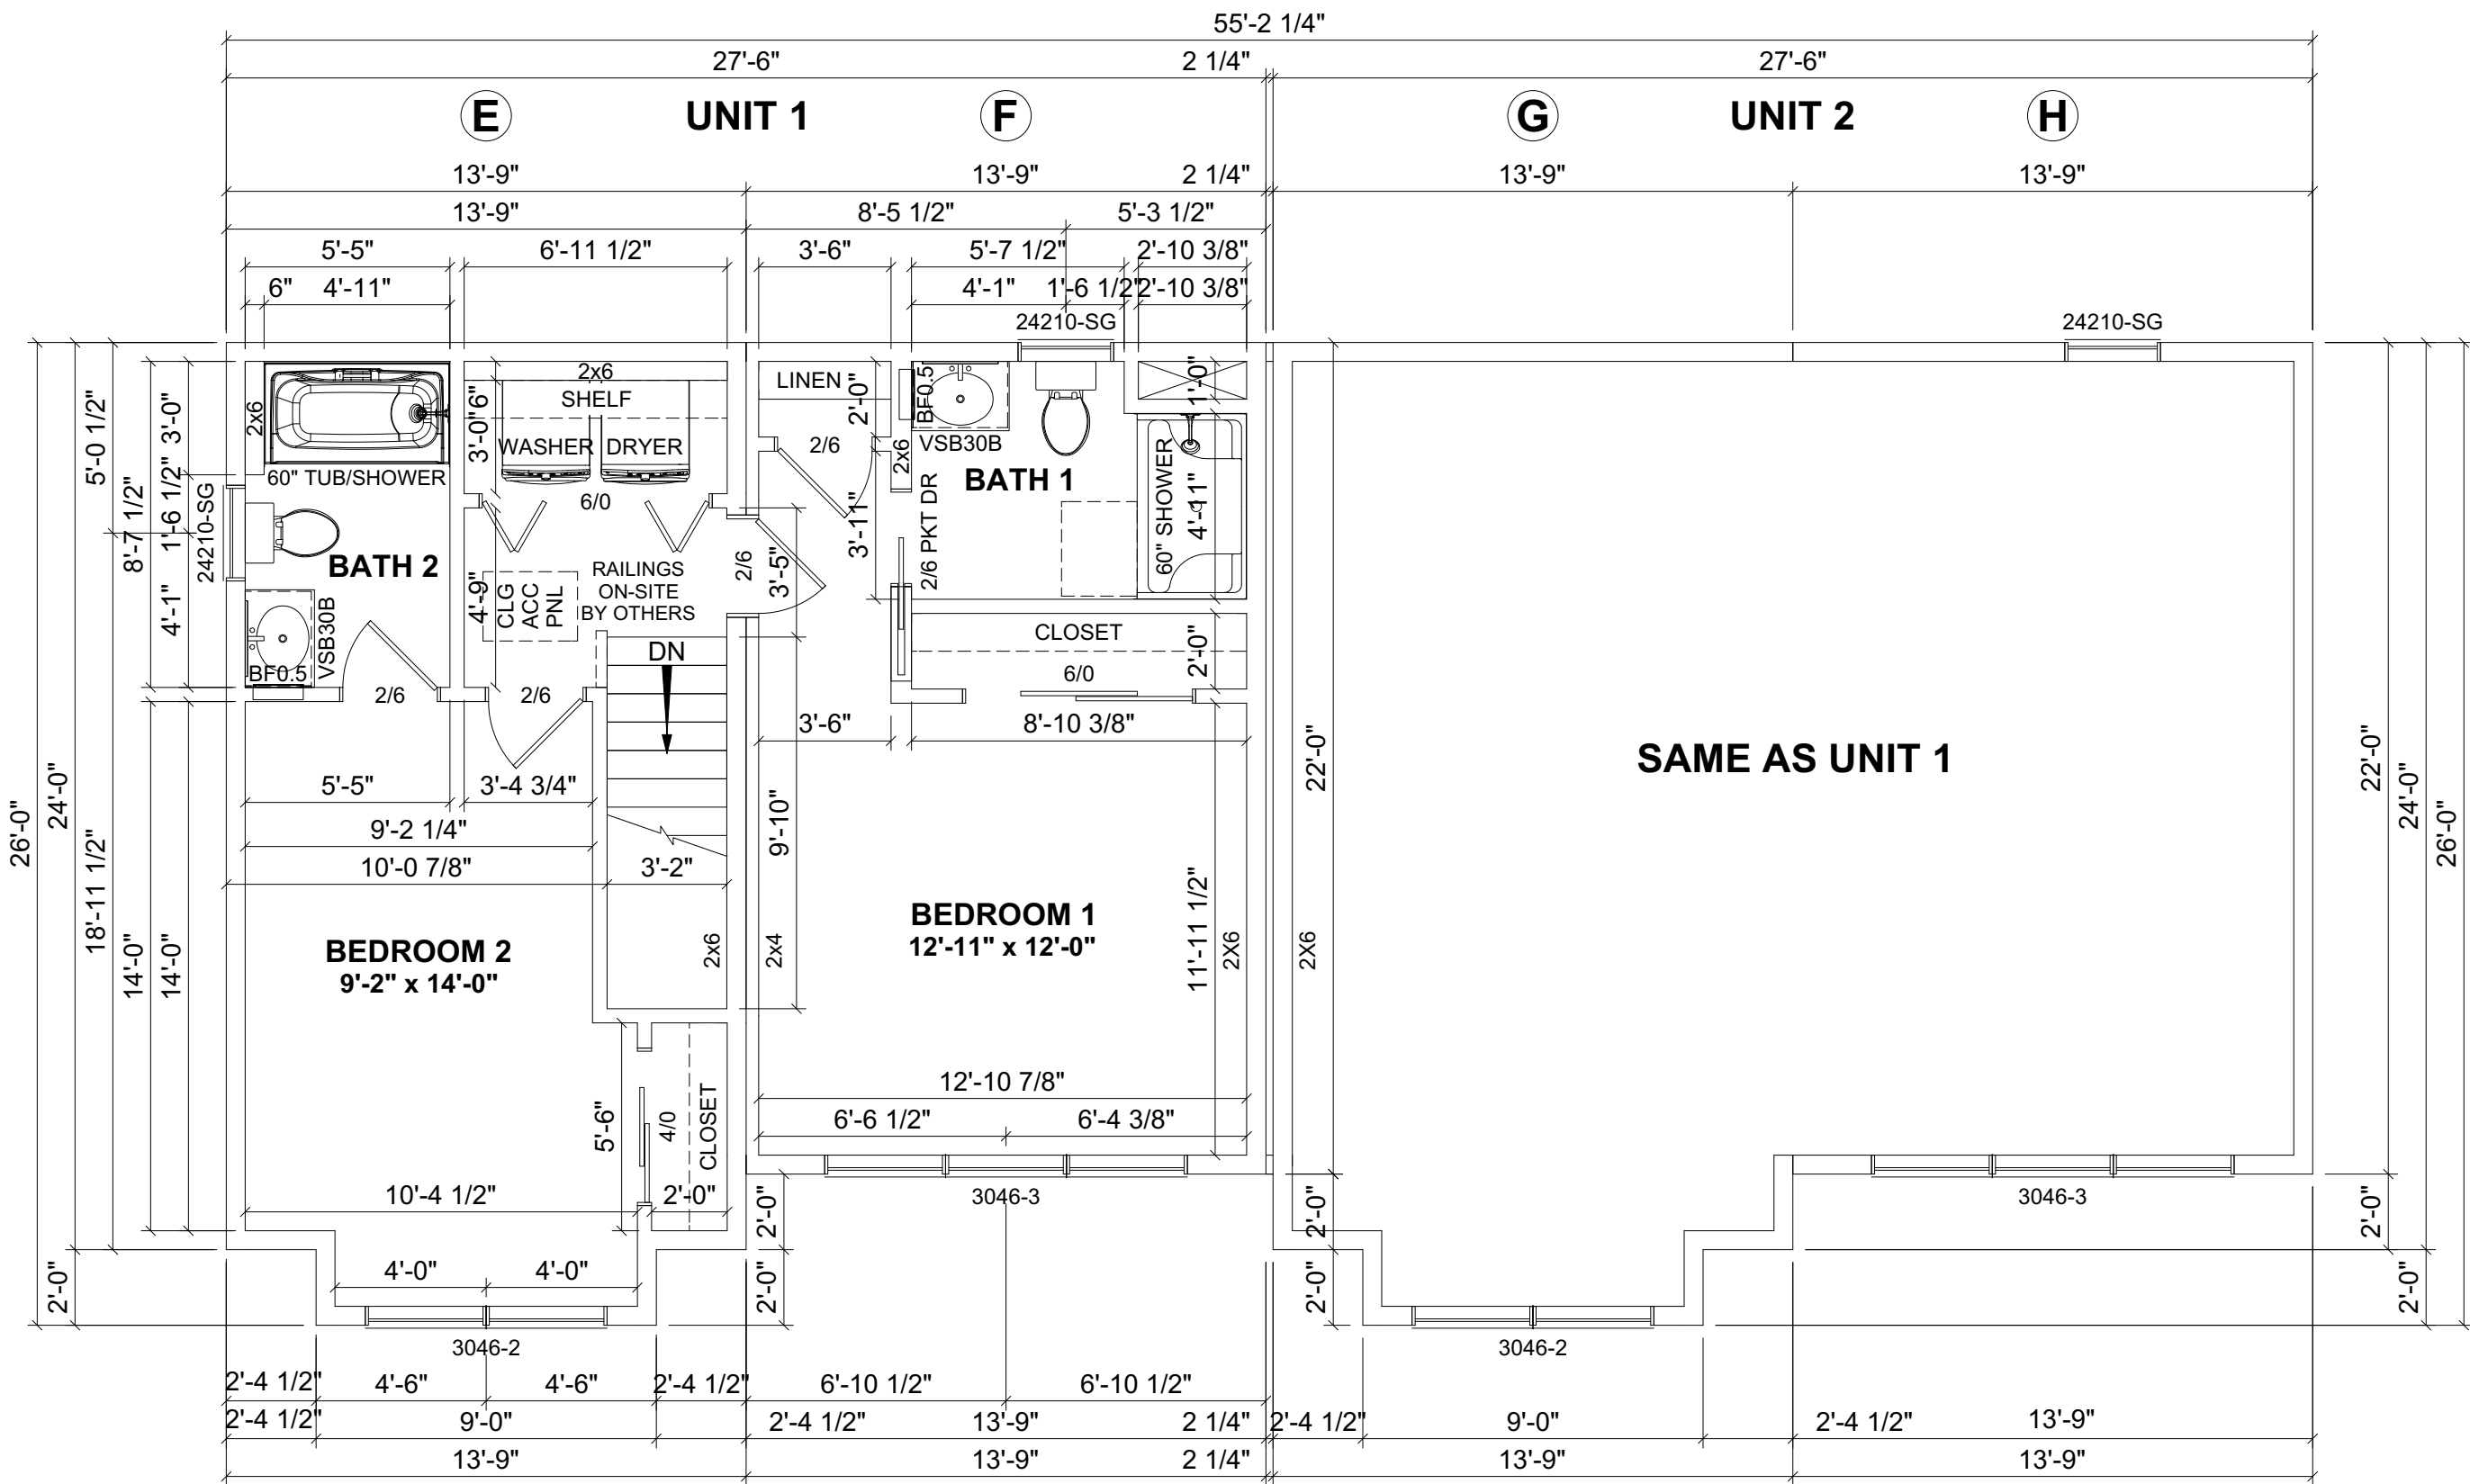 55'-2 1/4"
27'-6"
2 1/4"
27'-6"
E
UNIT 1
F
G
UNIT 2
H
13'-9"
13'-9"
2 1/4"
13'-9"
13'-9"
13'-9"
8'-5 1/2"
5'-3 1/2"
5'-5"
6'-11 1/2"
3'-6"
5'-7 1/2"
2'-10 3/8"
6"
4'-11"
4'-1"
1'-6 1/2"
2'-10 3/8"
24210-SG
24210-SG
2x6
SHELF
WASHER
DRYER
6"
3'-0"
6/0
2x6
60" TUB/SHOWER
BATH 2
24210-SG
VSB30B
BF0.5
2/6
2/6
4'-9"
CLG
ACC
PNL
RAILINGS
ON-SITE
BY OTHERS
DN
2/6
3'-5"
LINEN
2'-0"
2/6
3'-11"
2x6
BF0.5
VSB30B
BATH 1
2/6 PKT DR
1'-0"
60" SHOWER
4'-11"
CLOSET
2'-0"
6/0
3'-6"
8'-10 3/8"
5'-0 1/2"
3'-0"
1'-6 1/2"
8'-7 1/2"
4'-1"
26'-0"
24'-0"
18'-11 1/2"
14'-0"
14'-0"
2'-0"
5'-5"
3'-4 3/4"
9'-2 1/4"
10'-0 7/8"
3'-2"
9'-10"
2x6
2x4
BEDROOM 2
9'-2" x 14'-0"
BEDROOM 1
12'-11" x 12'-0"
11'-11 1/2"
2X6
2X6
22'-0"
SAME AS UNIT 1
22'-0"
24'-0"
26'-0"
12'-10 7/8"
6'-6 1/2"
6'-4 3/8"
5'-6"
4/0
CLOSET
10'-4 1/2"
2'-0"
3046-3
3046-3
2'-0"
2'-0"
2'-0"
2'-0"
2'-0"
2'-0"
4'-0"
4'-0"
3046-2
3046-2
2'-4 1/2"
4'-6"
4'-6"
2'-4 1/2"
6'-10 1/2"
6'-10 1/2"
2'-4 1/2"
9'-0"
2'-4 1/2"
13'-9"
2 1/4"
2'-4 1/2"
9'-0"
2'-4 1/2"
13'-9"
13'-9"
13'-9"
2 1/4"
13'-9"
13'-9"